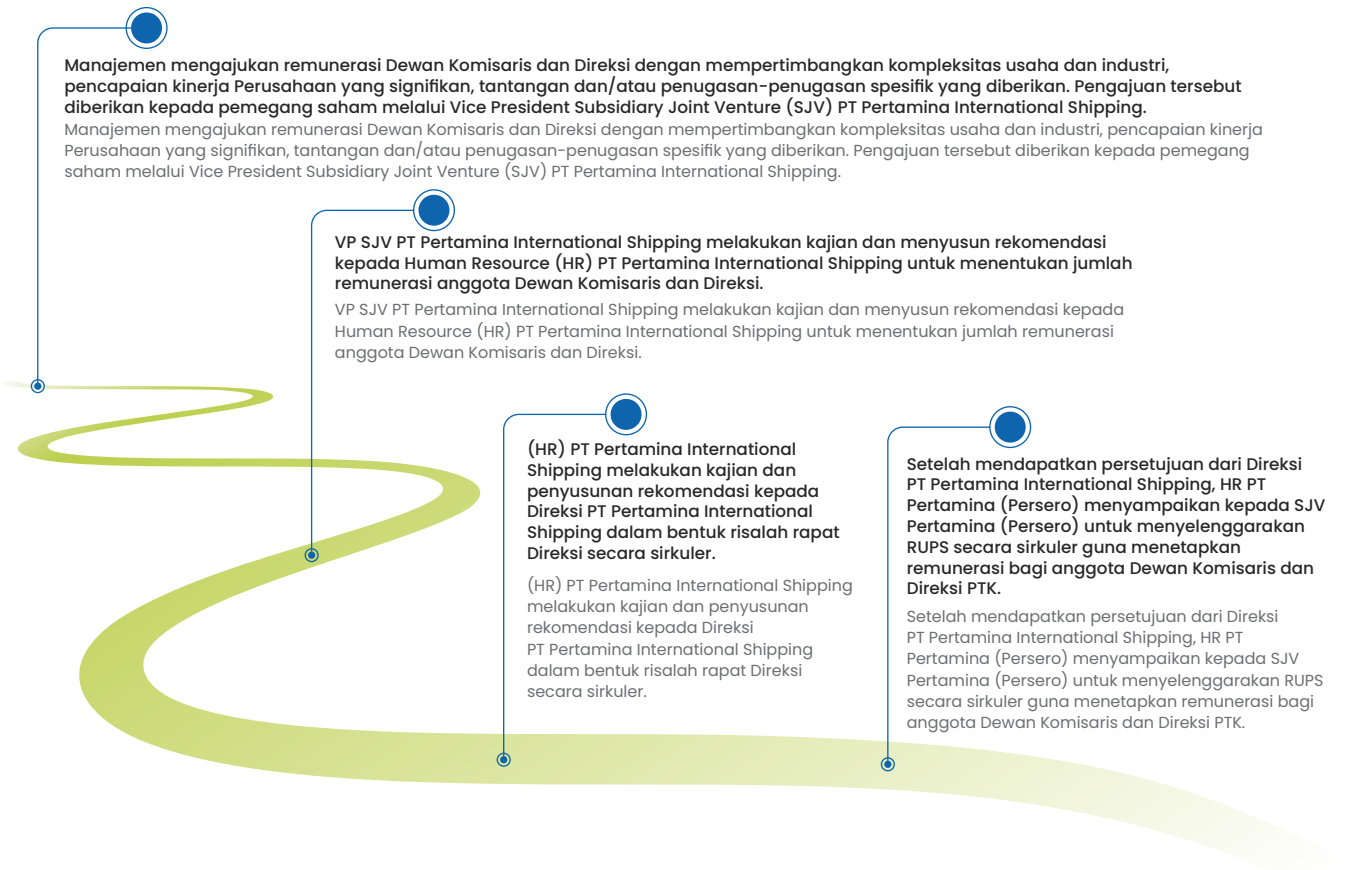 Manajemen mengajukan remunerasi Dewan Komisaris dan Direksi dengan mempertimbangkan kompleksitas usaha dan industri,
pencapaian kinerja Perusahaan yang signifikan, tantangan dan/atau penugasan-penugasan spesifik yang diberikan. Pengajuan tersebut
diberikan kepada pemegang saham melalui Vice President Subsidiary Joint Venture (SJV) PT Pertamina International Shipping.
Manajemen mengajukan remunerasi Dewan Komisaris dan Direksi dengan mempertimbangkan kompleksitas usaha dan industri, pencapaian kinerja
Perusahaan yang signifikan, tantangan dan/atau penugasan-penugasan spesifik yang diberikan. Pengajuan tersebut diberikan kepada pemegang
saham melalui Vice President Subsidiary Joint Venture (SJV) PT Pertamina International Shipping.
VP SJV PT Pertamina International Shipping melakukan kajian dan menyusun rekomendasi
kepada Human Resource (HR) PT Pertamina International Shipping untuk menentukan jumlah
remunerasi anggota Dewan Komisaris dan Direksi.
VP SJV PT Pertamina International Shipping melakukan kajian dan menyusun rekomendasi kepada
Human Resource (HR) PT Pertamina International Shipping untuk menentukan jumlah remunerasi
anggota Dewan Komisaris dan Direksi.
(HR) PT Pertamina International
Shipping melakukan kajian dan
penyusunan rekomendasi kepada
Direksi PT Pertamina International
Shipping dalam bentuk risalah rapat
Direksi secara sirkuler.
(HR) PT Pertamina International Shipping
melakukan kajian dan penyusunan
rekomendasi kepada Direksi
PT Pertamina International Shipping
dalam bentuk risalah rapat Direksi
secara sirkuler.
Setelah mendapatkan persetujuan dari Direksi
PT Pertamina International Shipping, HR PT
Pertamina (Persero) menyampaikan kepada SJV
Pertamina (Persero) untuk menyelenggarakan
RUPS secara sirkuler guna menetapkan
remunerasi bagi anggota Dewan Komisaris dan
Direksi PTK.
Setelah mendapatkan persetujuan dari Direksi
PT Pertamina International Shipping, HR PT
Pertamina (Persero) menyampaikan kepada SJV
Pertamina (Persero) untuk menyelenggarakan RUPS
secara sirkuler guna menetapkan remunerasi bagi
anggota Dewan Komisaris dan Direksi PTK.